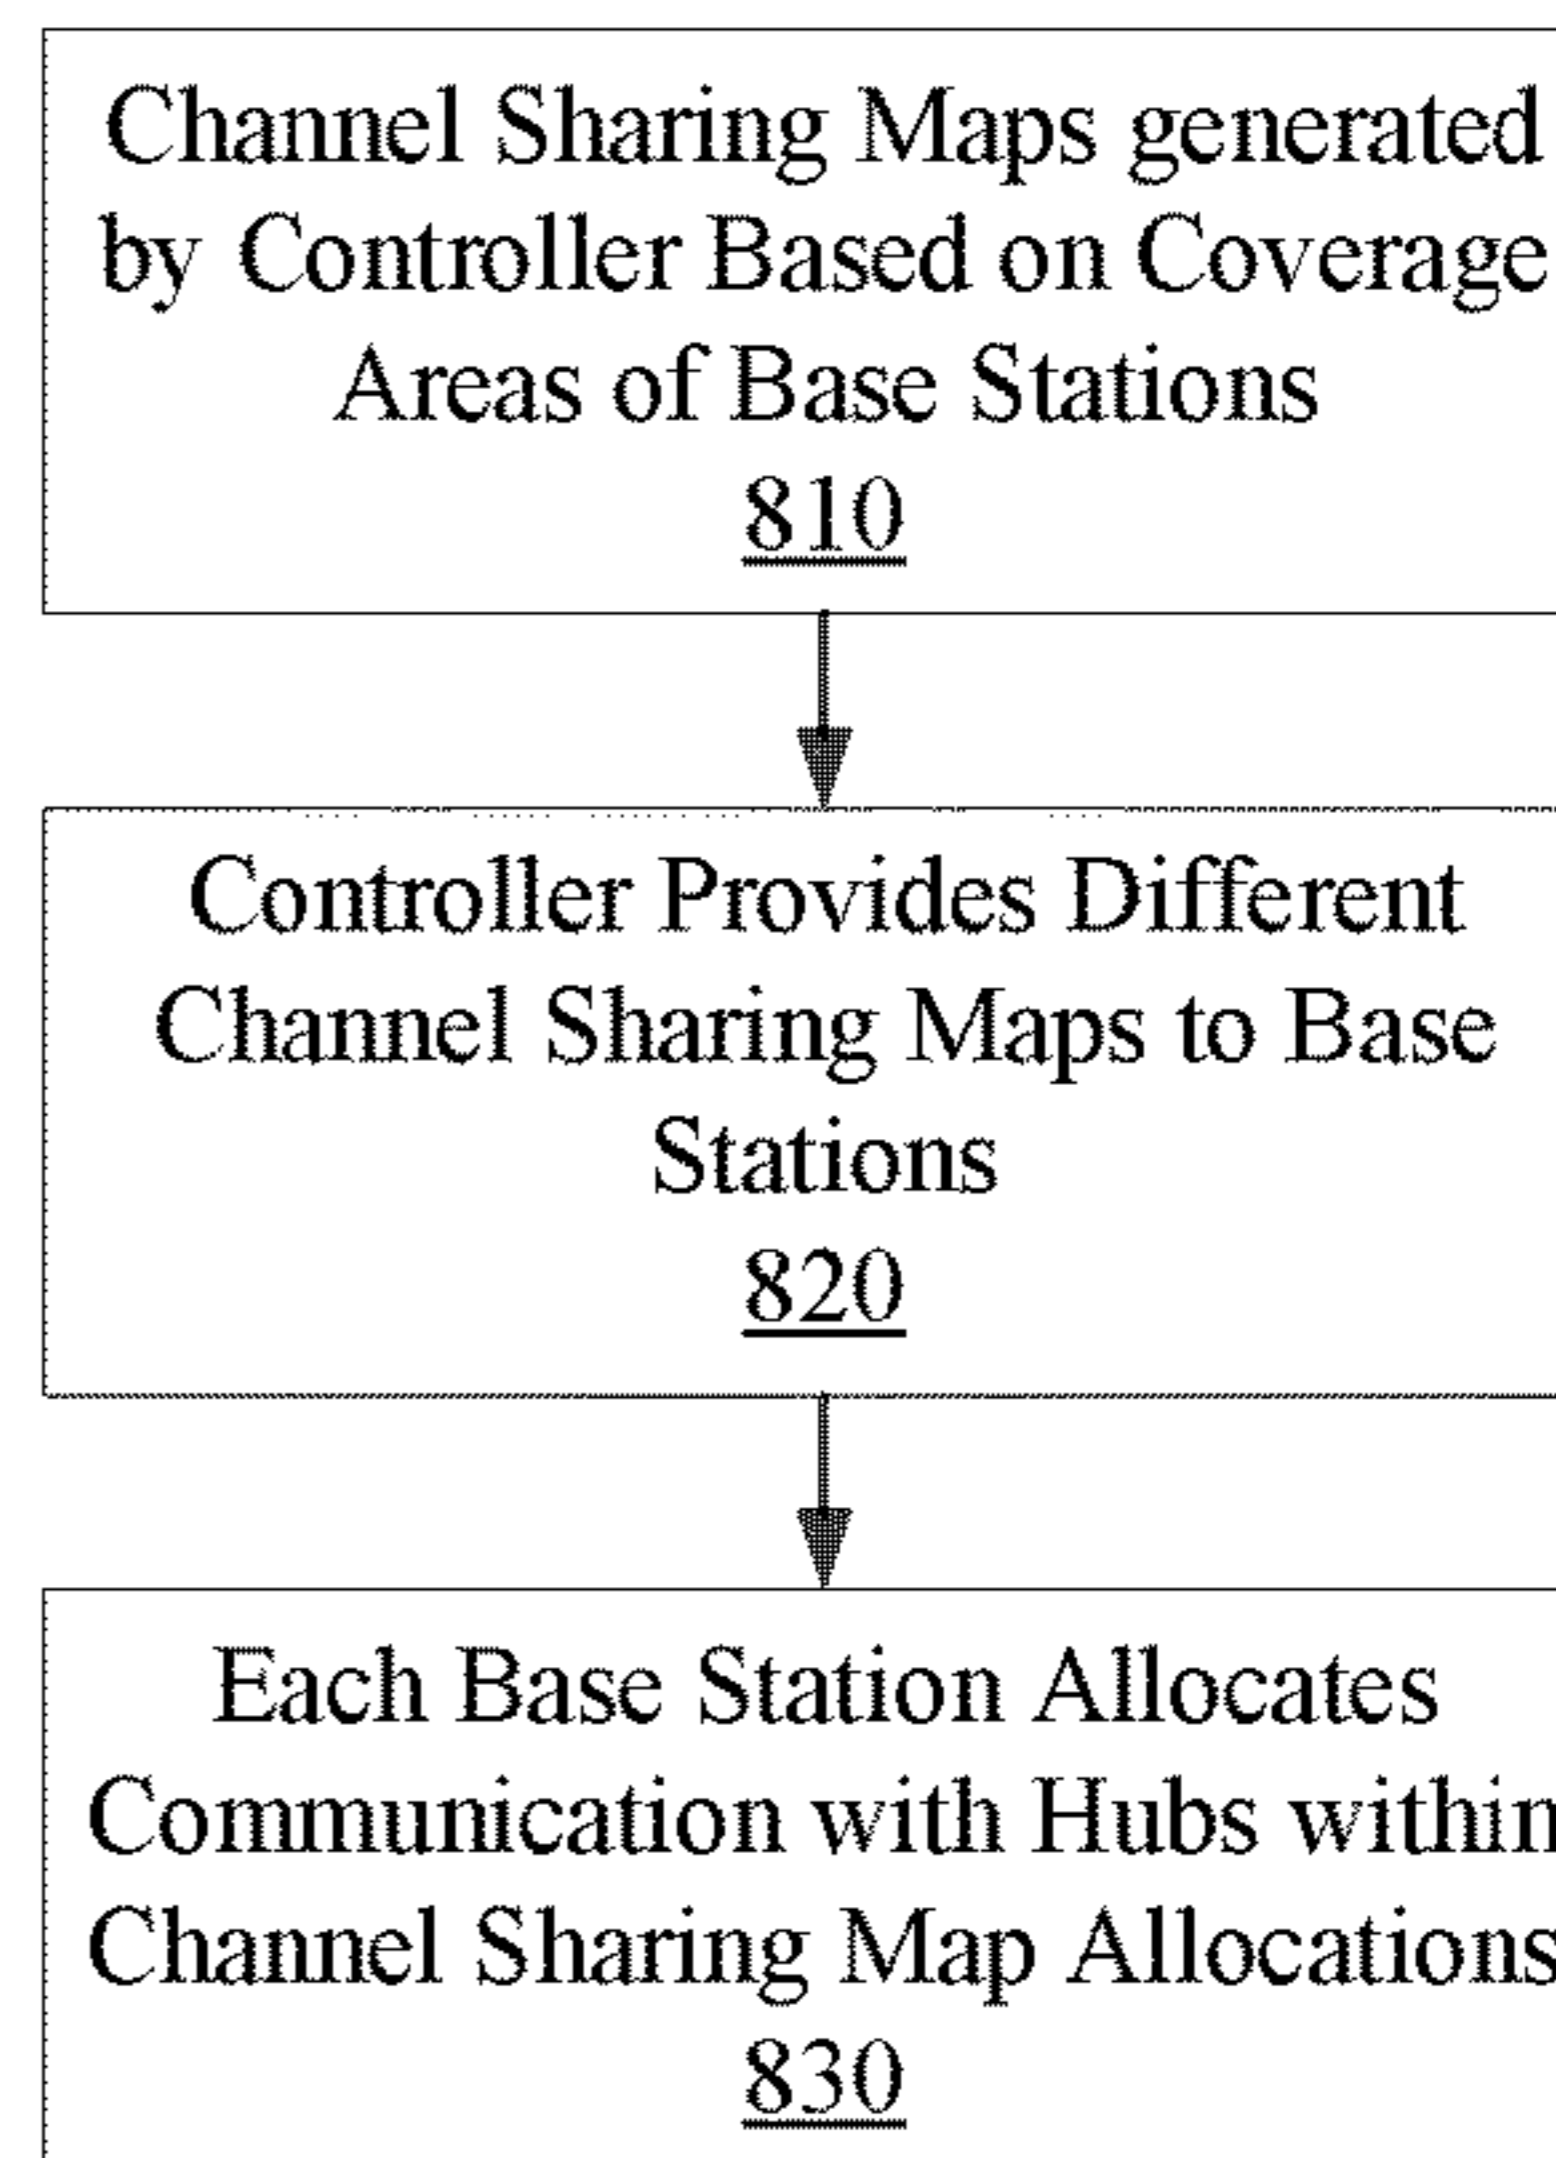 Channel Sharing Maps generated
by Controller Based on Coverage
Areas of Base Stations
810
Controller Provides Different
Channel Sharing Maps to Base
Stations
820
Each Base Station Allocates
Communication with Hubs within
Channel Sharing Map Allocations
830